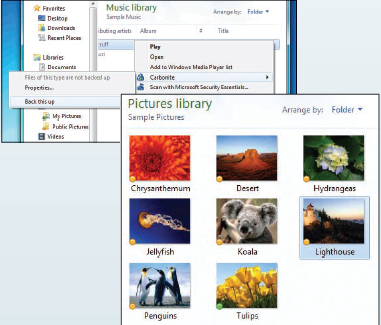 Favorites
Desktop
Downloads
Recent Places
Libraries
Documents
Music library
Sample Music
Arrange by: Folder
ibuting artists Album Title
Play
Open
Add to Windows Media Player list
Carbonite
Scan with Microsoft Security Essentials...
Files of this type are not backed up
Properties...
Back this up
My Pictures
Public Pictures
Videos
Pictures library
Sample Pictures
Arrange by: Folder
Chrysanthemum
Desert
Hydrangeas
Jellyfish
Koala
Lighthouse
Penguins
Tulips